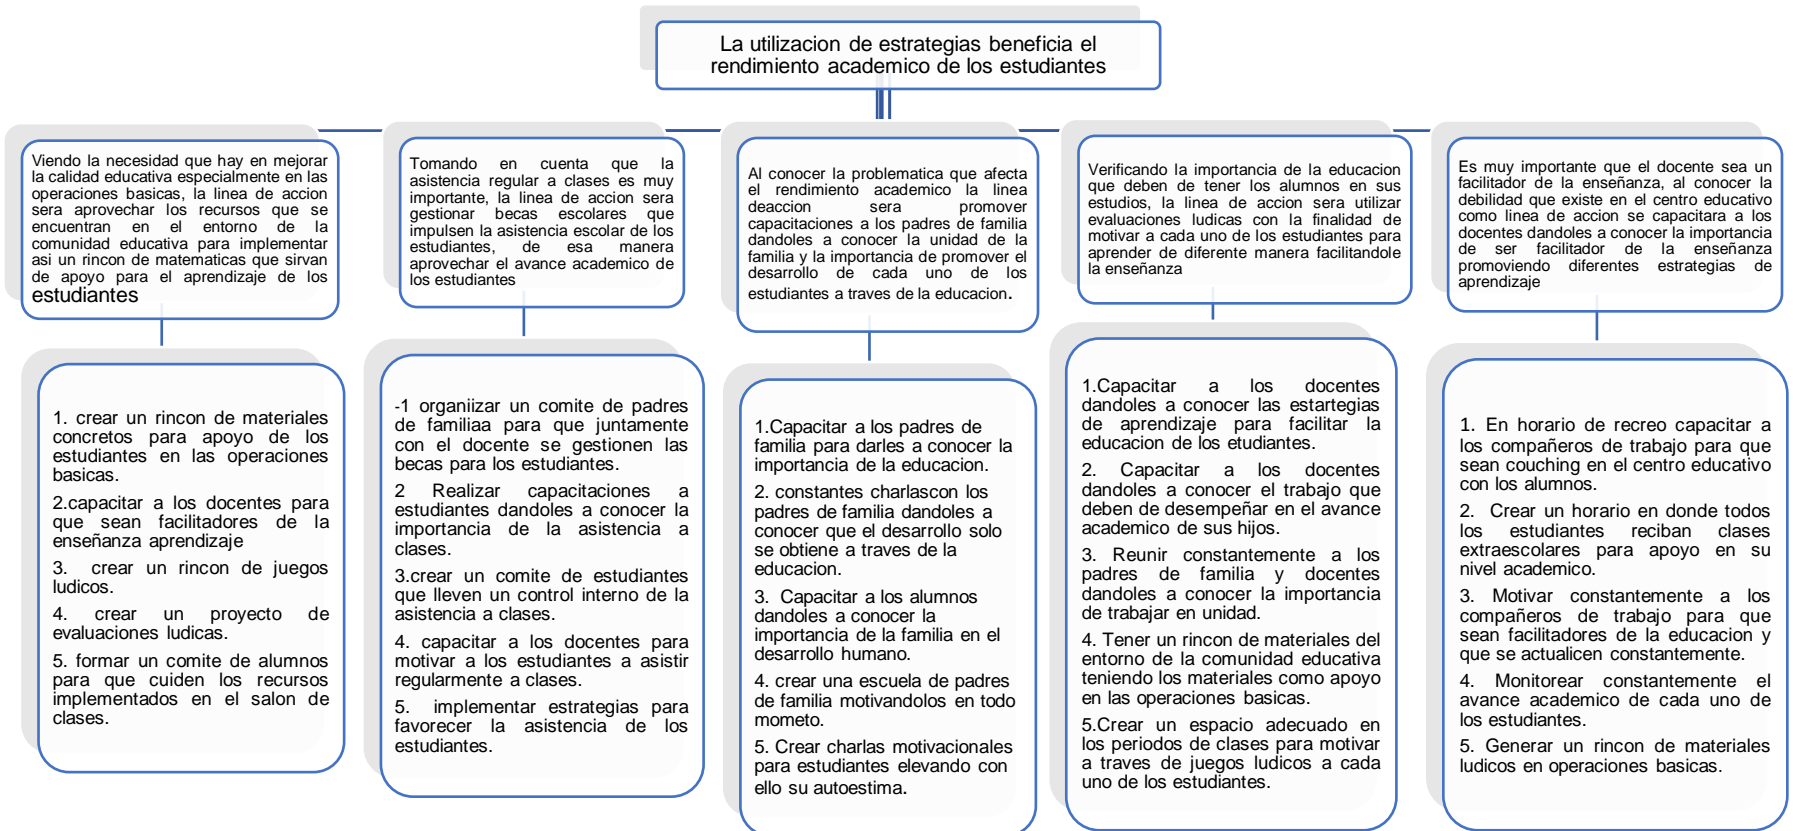 La utilizacion de estrategias beneficia el
rendimiento academico de los estudiantes
Viendo la necesidad que hay en mejorar
la calidad educativa especialmente en las
operaciones basicas, la linea de accion
sera aprovechar los recursos que se
encuentran en el entorno de la
comunidad educativa para implementar
asi un rincon de matematicas que sirvan
de apoyo para el aprendizaje de los
estudiantes
Tomando en cuenta que la
asistencia regular a clases es muy
importante, la linea de accion sera
gestionar becas escolares que
impulsen la asistencia escolar de los
estudiantes, de esa manera
aprovechar el avance academico de
los estudiantes
Al conocer la problematica que afecta
el rendimiento academico la linea
deaccion sera promover
capacitaciones a los padres de familia
dandoles a conocer la unidad de la
familia y la importancia de promover el
desarrollo de cada uno de los
estudiantes a traves de la educacion.
Verificando la importancia de la educacion
que deben de tener los alumnos en sus
estudios, la linea de accion sera utilizar
evaluaciones ludicas con la finalidad de
motivar a cada uno de los estudiantes para
aprender de diferente manera facilitandole
la enseñanza
Es muy importante que el docente sea un
facilitador de la enseñanza, al conocer la
debilidad que existe en el centro educativo
como linea de accion se capacitara a los
docentes dandoles a conocer la importancia
de ser facilitador de la enseñanza
promoviendo diferentes estrategias de
aprendizaje
1. crear un rincon de materiales
concretos para apoyo de los
estudiantes en las operaciones
basicas.
2.capacitar a los docentes para
que sean facilitadores de la
enseñanza aprendizaje
3. crear un rincon de juegos
ludicos.
4. crear un proyecto de
evaluaciones ludicas.
5. formar un comite de alumnos
para que cuiden los recursos
implementados en el salon de
clases.
-1 organiizar un comite de padres
de familiaa para que juntamente
con el docente se gestionen las
becas para los estudiantes.
2 Realizar capacitaciones a
estudiantes dandoles a conocer la
importancia de la asistencia a
clases.
3.crear un comite de estudiantes
que lleven un control interno de la
asistencia a clases.
4. capacitar a los docentes para
motivar a los estudiantes a asistir
regularmente a clases.
5. implementar estrategias para
favorecer la asistencia de los
estudiantes.
1.Capacitar a los padres de
familia para darles a conocer la
importancia de la educacion.
2. constantes charlascon los
padres de familia dandoles a
conocer que el desarrollo solo
se obtiene a traves de la
educacion.
3. Capacitar a los alumnos
dandoles a conocer la
importancia de la familia en el
desarrollo humano.
4. crear una escuela de padres
de familia motivandolos en todo
mometo.
5. Crear charlas motivacionales
para estudiantes elevando con
ello su autoestima.
1.Capacitar a los docentes
dandoles a conocer las estartegias
de aprendizaje para facilitar la
educacion de los etudiantes.
2. Capacitar a los docentes
dandoles a conocer el trabajo que
deben de desempeñar en el avance
academico de sus hijos.
3. Reunir constantemente a los
padres de familia y docentes
dandoles a conocer la importancia
de trabajar en unidad.
4. Tener un rincon de materiales del
entorno de la comunidad educativa
teniendo los materiales como apoyo
en las operaciones basicas.
5.Crear un espacio adecuado en
los periodos de clases para motivar
a traves de juegos ludicos a cada
uno de los estudiantes.
1. En horario de recreo capacitar a
los compañeros de trabajo para que
sean couching en el centro educativo
con los alumnos.
2. Crear un horario en donde todos
los estudiantes reciban clases
extraescolares para apoyo en su
nivel academico.
3. Motivar constantemente a los
compañeros de trabajo para que
sean facilitadores de la educacion y
que se actualicen constantemente.
4. Monitorear constantemente el
avance academico de cada uno de
los estudiantes.
5. Generar un rincon de materiales
ludicos en operaciones basicas.